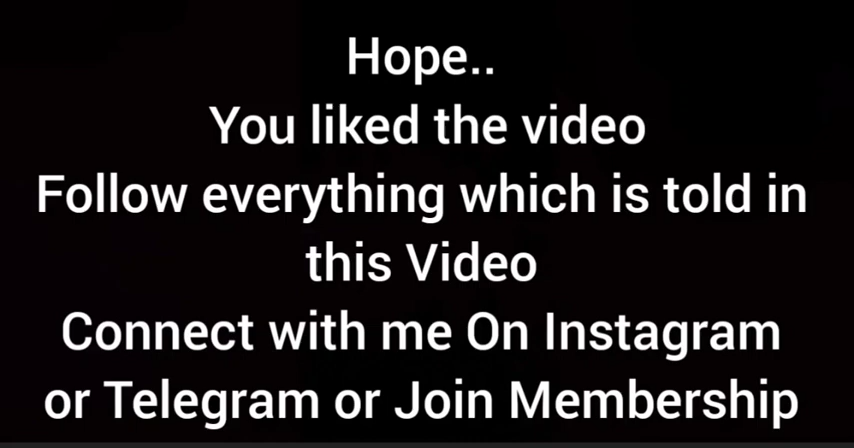 Hope..
You liked the video
Follow everything which is told in
this Video
Connect with me On Instagram
or Telegram or Join Membership